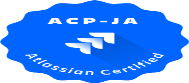 ACP-JA
Atlassian Certified